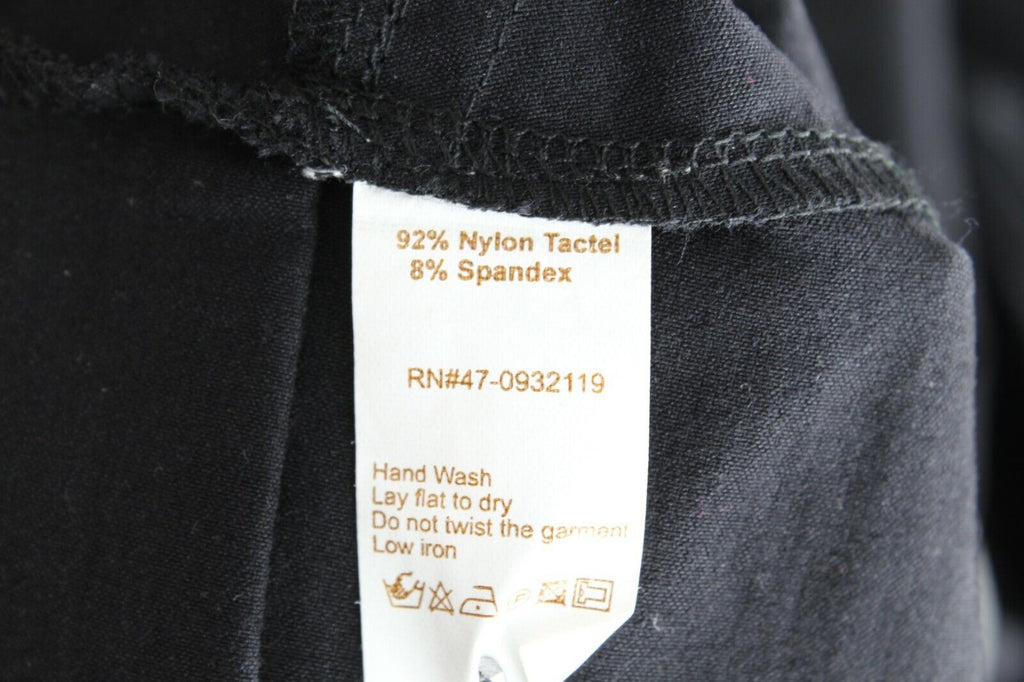 92% Nylon Tactel
8% Spandex
RN#47-0932119
Hand Wash
Lay flat to dry
Do not twist the garment
Low iron